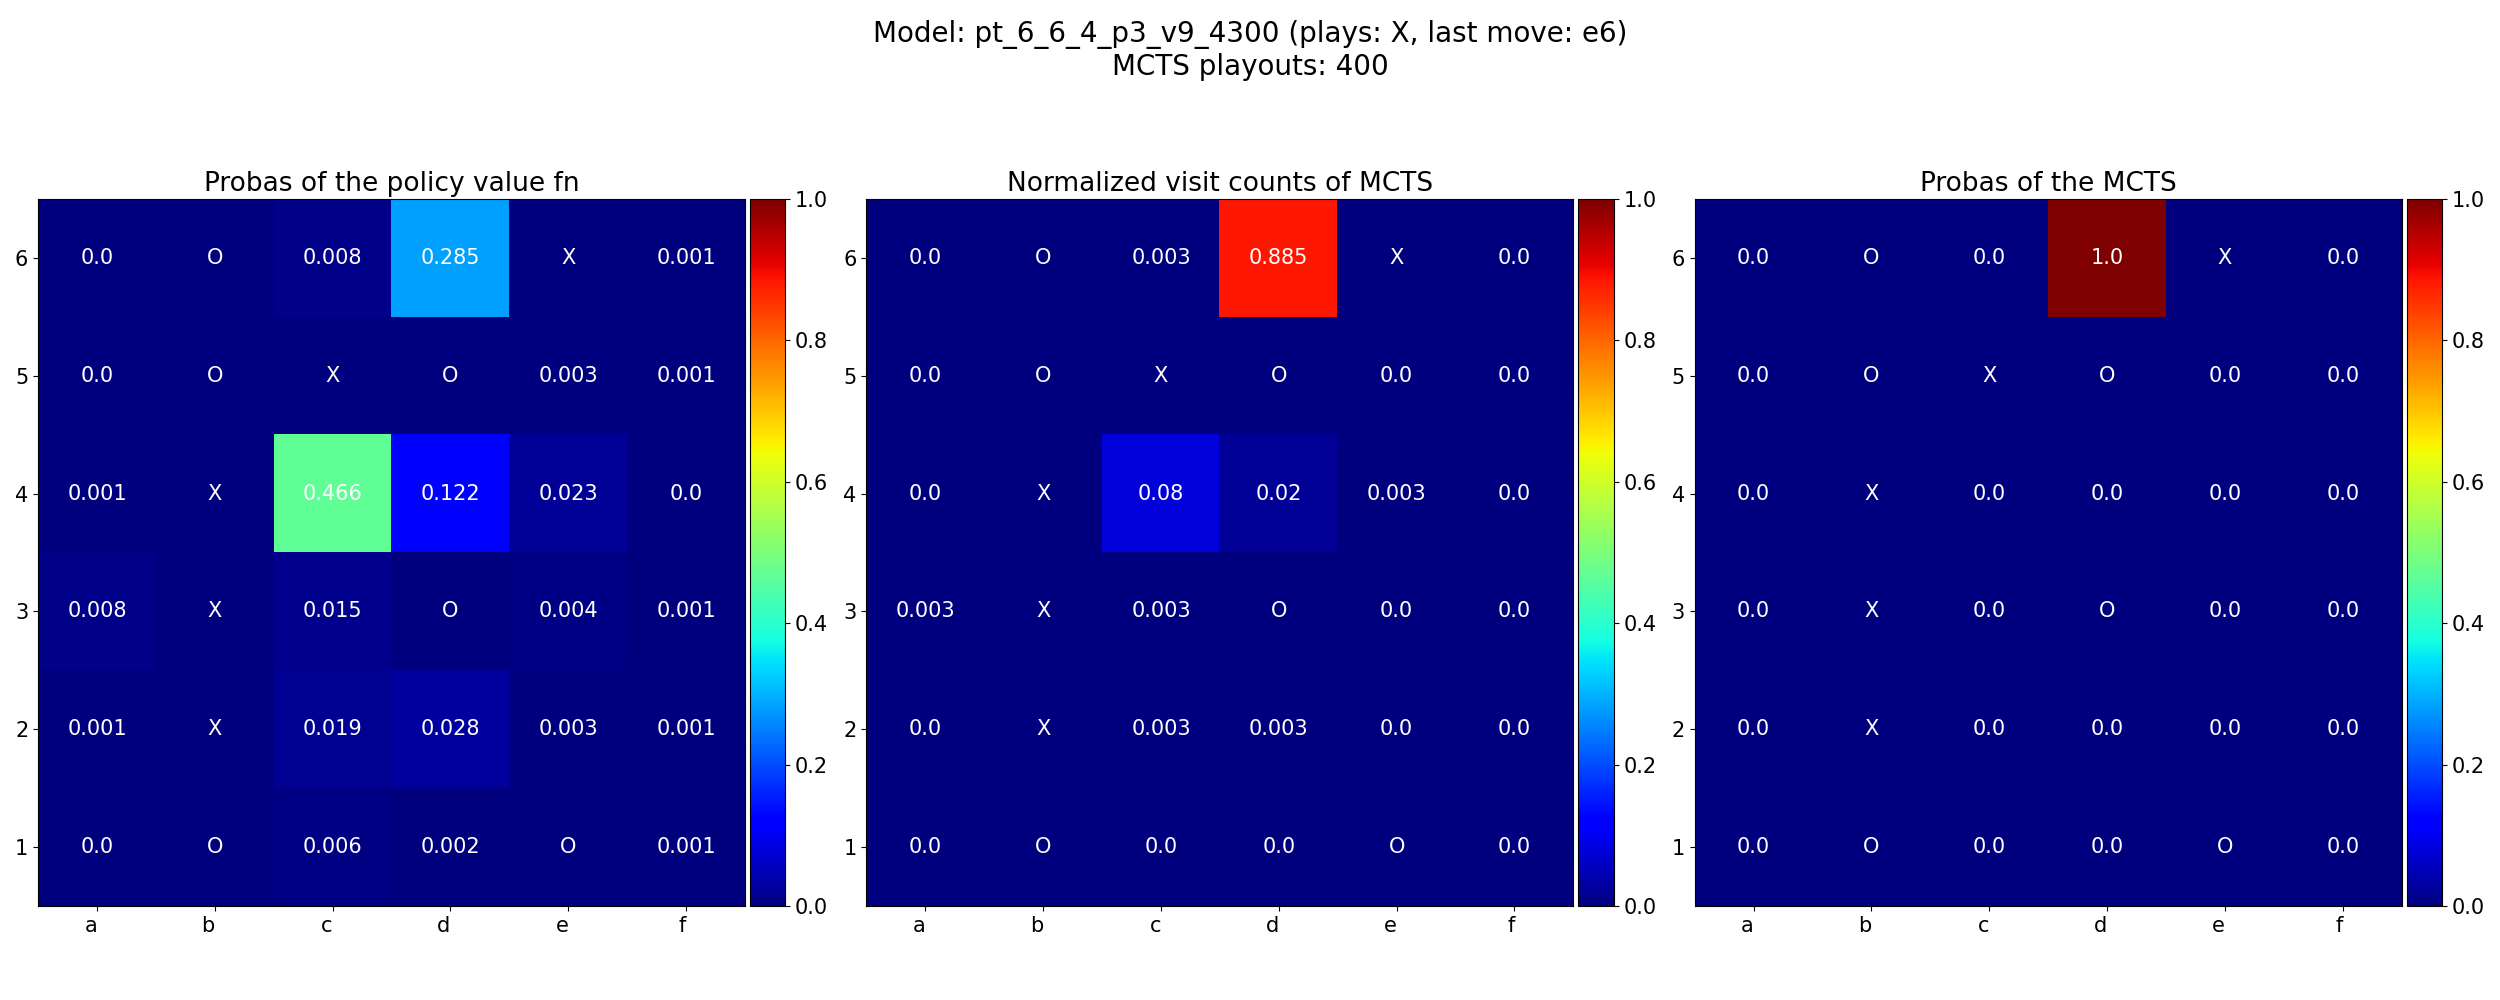 Model: pt_6_6_4_p3_v9_4300 (plays: X, last move: e6)
MCTS playouts: 400
Probas of the policy value fn
6 0.0 O 0.008 0.285 X 0.001
5 0.0 O X O 0.003 0.001
4 0.001 X 0.466 0.122 0.023 0.0
3 0.008 X 0.015 O 0.004 0.001
2 0.001 X 0.019 0.028 0.003 0.001
1 0.0 O 0.006 0.002 O 0.001
a b c d e f
1.0
0.8
0.6
0.4
0.2
0.0
Normalized visit counts of MCTS
6 0.0 O 0.003 0.885 X 0.0
5 0.0 O X O 0.0 0.0
4 0.0 X 0.08 0.02 0.003 0.0
3 0.003 X 0.003 O 0.0 0.0
2 0.0 X 0.003 0.003 0.0 0.0
1 0.0 O 0.0 0.0 O 0.0
a b c d e f
1.0
0.8
0.6
0.4
0.2
0.0
Probas of the MCTS
6 0.0 O 0.0 1.0 X 0.0
5 0.0 O X O 0.0 0.0
4 0.0 X 0.0 0.0 0.0 0.0
3 0.0 X 0.0 O 0.0 0.0
2 0.0 X 0.0 0.0 0.0 0.0
1 0.0 O 0.0 0.0 O 0.0
a b c d e f
1.0
0.8
0.6
0.4
0.2
0.0